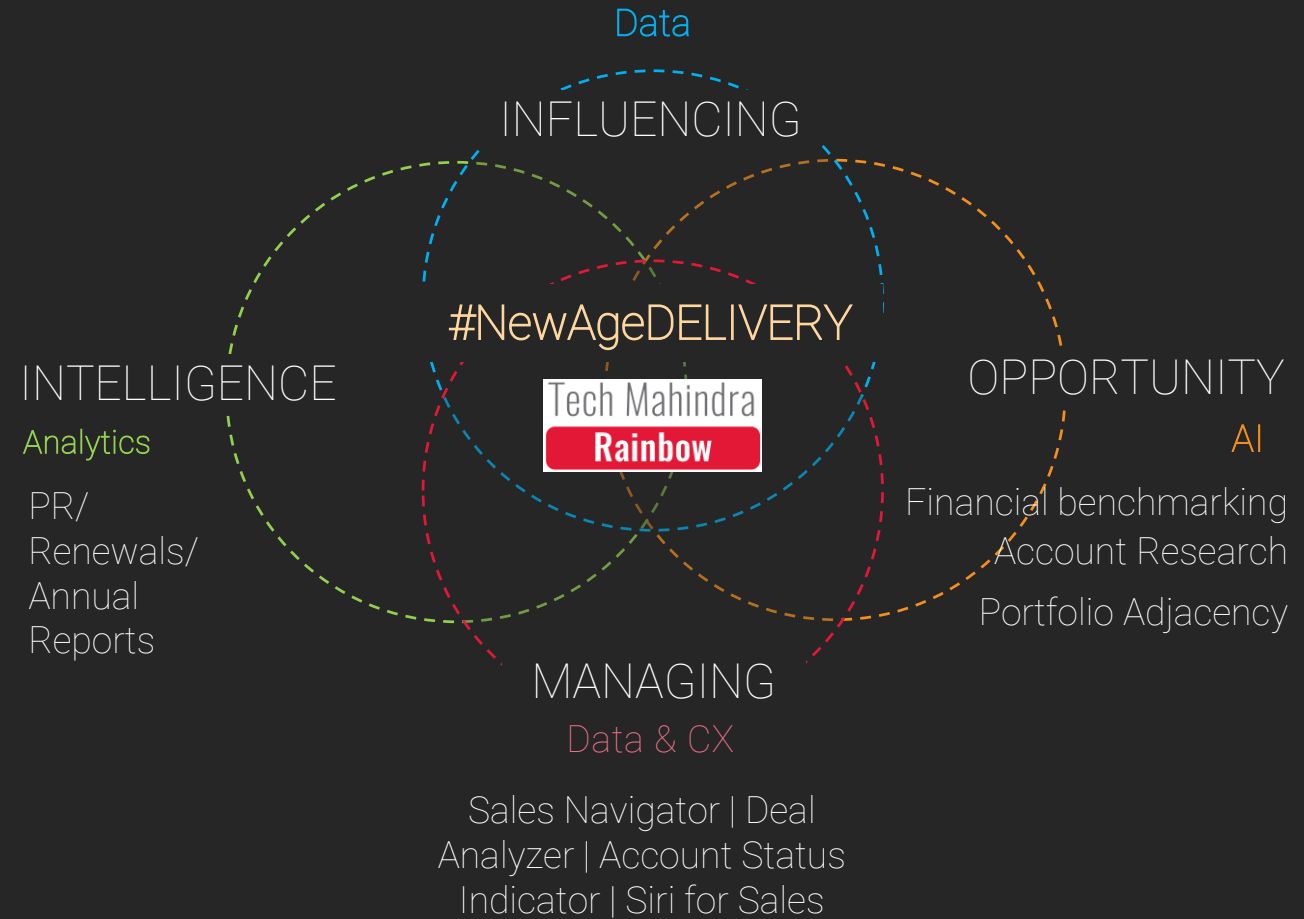 Data
INFLUENCING
#NewAgeDELIVERY
Tech Mahindra
Rainbow
INTELLIGENCE
Analytics
PR/
Renewals/
Annual
Reports
OPPORTUNITY
AI
Financial benchmarking
Account Research
Portfolio Adjacency
MANAGING
Data & CX
Sales Navigator | Deal
Analyzer | Account Status
Indicator | Siri for Sales